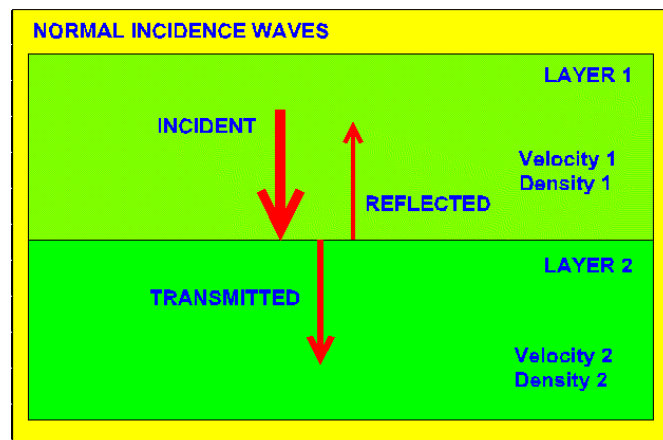 NORMAL INCIDENCE WAVES
LAYER 1
INCIDENT
Velocity 1
Density 1
REFLECTED
LAYER 2
TRANSMITTED
Velocity 2
Density 2